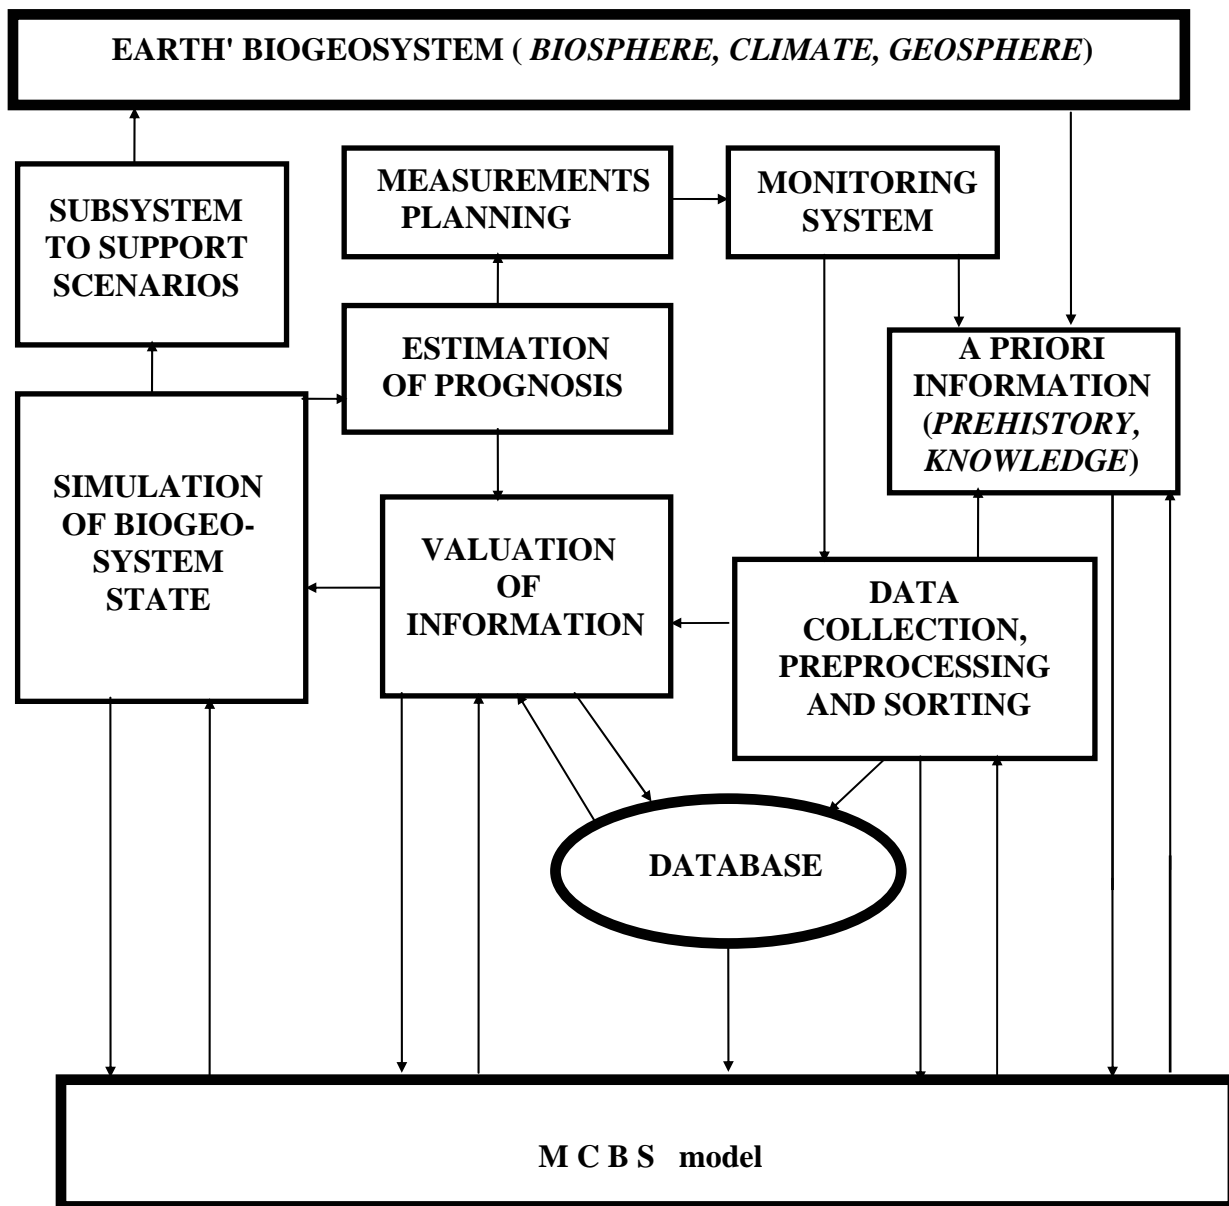 EARTH' BIOGEOSYSTEM ( BIOSPHERE, CLIMATE, GEOSPHERE)
SUBSYSTEM
TO SUPPORT
SCENARIOS
MEASUREMENTS
PLANNING
MONITORING
SYSTEM
ESTIMATION
OF PROGNOSIS
A PRIORI
INFORMATION
(PREHISTORY,
KNOWLEDGE)
SIMULATION
OF BIOGEO-
SYSTEM
STATE
VALUATION
OF
INFORMATION
DATA
COLLECTION,
PREPROCESSING
AND SORTING
DATABASE
M C B S model